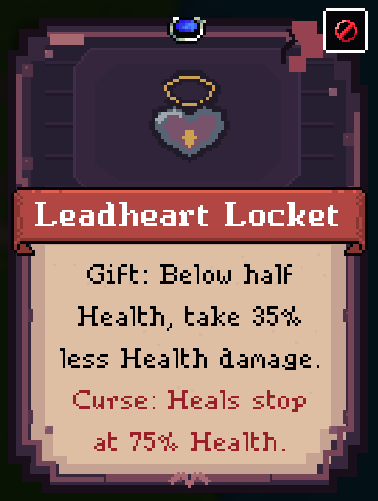 Leadheart Locket
Gift: Below half
Health, take 35%
less Health damage.
Curse: Heals stop
at 75% Health.